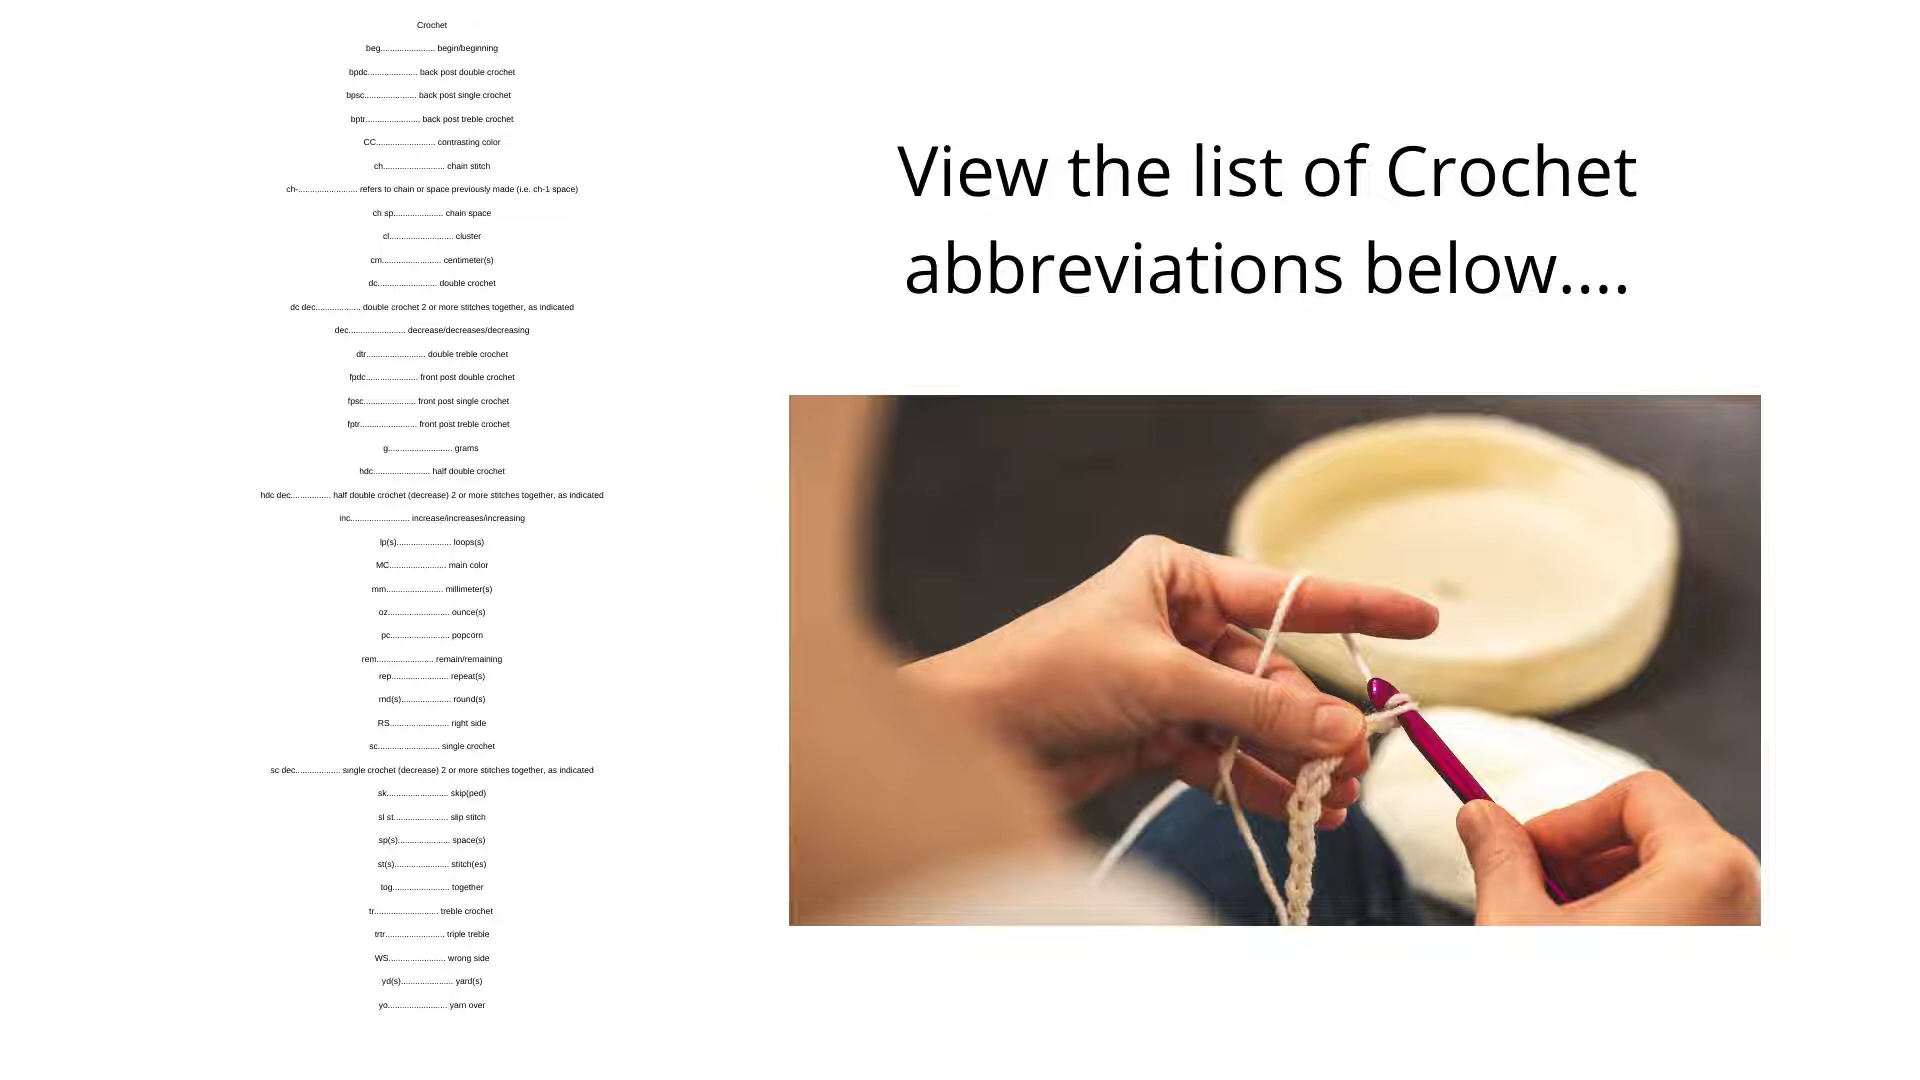 Crochet
beg....................... begin/beginning
bpdc..................... back post double crochet
bpsc...................... back post single crochet
bptr....................... back post treble crochet
CC......................... contrasting color
ch.......................... chain stitch
ch-......................... refers to chain or space previously made (i.e. ch-1 space)
ch sp..................... chain space
cl........................... cluster
cm......................... centimeter(s)
dc.......................... double crochet
dc dec................... double crochet 2 or more stitches together, as indicated
dec........................ decrease/decreases/decreasing
dtr......................... double treble crochet
fpdc...................... front post double crochet
fpsc...................... front post single crochet
fptr........................ front post treble crochet
g........................... grams
hdc........................ half double crochet
hdc dec................. half double crochet (decrease) 2 or more stitches together, as indicated
inc......................... increase/increases/increasing
lp(s)....................... loops(s)
MC........................ main color
mm........................ millimeter(s)
oz.......................... ounce(s)
pc......................... popcorn
rem........................ remain/remaining
rep........................ repeat(s)
rnd(s)..................... round(s)
RS......................... right side
sc.......................... single crochet
sc dec................... single crochet (decrease) 2 or more stitches together, as indicated
sk.......................... skip(ped)
sl st....................... slip stitch
sp(s)...................... space(s)
st(s)....................... stitch(es)
tog........................ together
tr........................... treble crochet
trtr......................... triple treble
WS........................ wrong side
yd(s)...................... yard(s)
yo......................... yarn over
View the list of Crochet
abbreviations below....